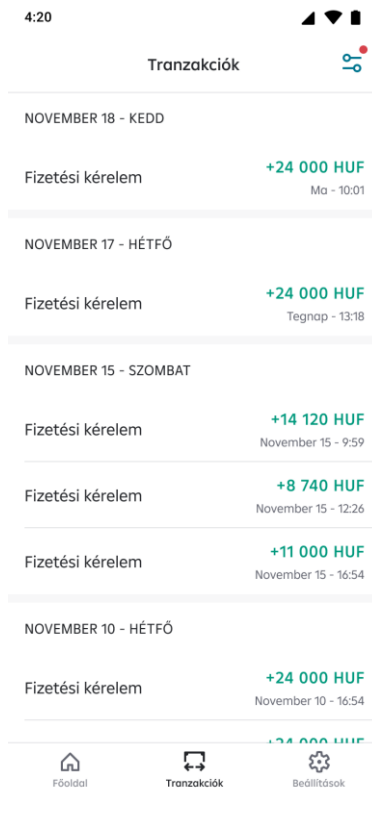 4:20
Tranzakciók
NOVEMBER 18 - KEDD
Fizetési kérelem
+24 000 HUF
Ma - 10:01
NOVEMBER 17 - HÉTFŐ
Fizetési kérelem
+24 000 HUF
Tegnap - 13:18
NOVEMBER 15 - SZOMBAT
Fizetési kérelem
+14 120 HUF
November 15 - 9:59
Fizetési kérelem
+8 740 HUF
November 15 - 12:26
Fizetési kérelem
+11 000 HUF
November 15 - 16:54
NOVEMBER 10 - HÉTFŐ
Fizetési kérelem
+24 000 HUF
November 10 - 16:54
+24 000 HUF
Főoldal
Tranzakciók
Beállítások